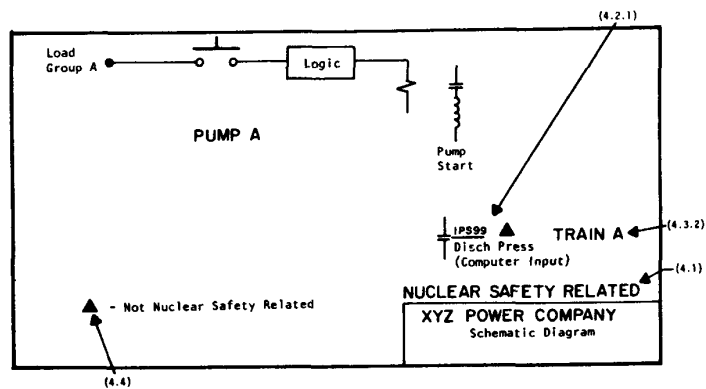 (4.2.1)
Load
Group A
Logic
PUMP A
Pump
Start
1PS99
Disch Press
(Computer Input)
TRAIN A
(4.3.2)
(4.1)
NUCLEAR SAFETY RELATED
- Not Nuclear Safety Related
XYZ POWER COMPANY
Schematic Diagram
(4.4)